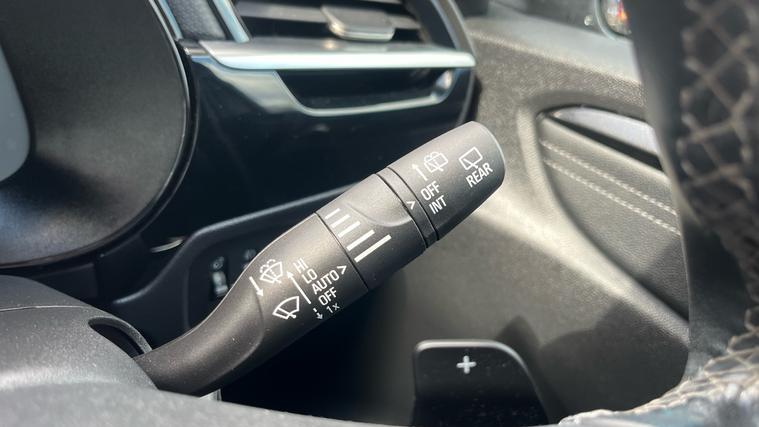 HI
LO
AUTO >
OFF
1x
>
OFF
INT
REAR
+